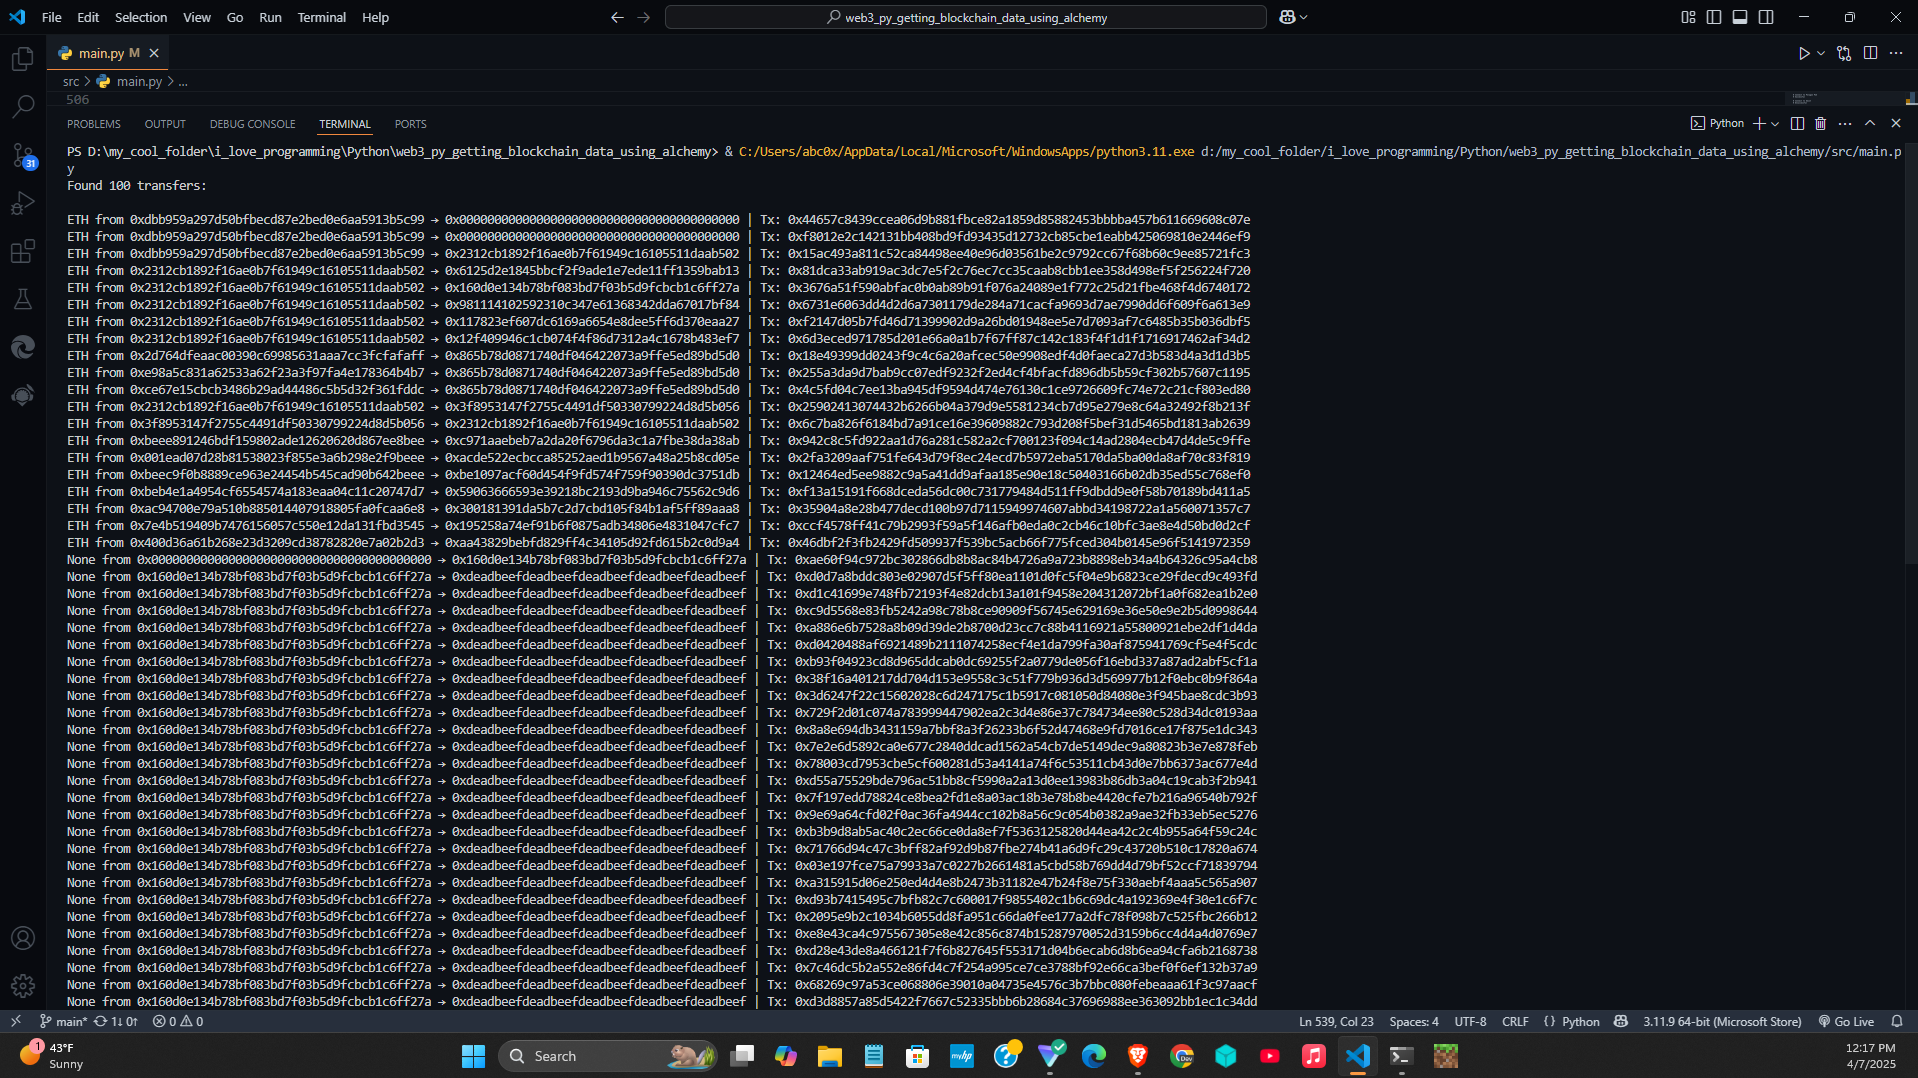 File Edit Selection View Go Run Terminal Help
web3_py_getting_blockchain_data_using_alchemy
main.py M
src > main.py > ...
506
PROBLEMS OUTPUT DEBUG CONSOLE TERMINAL PORTS
Python
PS D:\my_cool_folder\i_love_programming\Python\web3_py_getting_blockchain_data_using_alchemy> & C:/Users/abc0x/AppData/Local/Microsoft/WindowsApps/python3.11.exe d:/my_cool_folder/i_love_programming/Python/web3_py_getting_blockchain_data_using_alchemy/src/main.p
y
Found 100 transfers:
ETH from 0xdbb959a297d50bfbecd87e2bed0e6aa5913b5c99 → 0x0000000000000000000000000000000000000000 | Tx: 0x44657c8439ccea06d9b881fbce82a1859d85882453bbbba457b611669608c07e
ETH from 0xdbb959a297d50bfbecd87e2bed0e6aa5913b5c99 → 0x0000000000000000000000000000000000000000 | Tx: 0xf8012e2c142131bb408bd9fd93435d12732cb85cbe1eabb425069810e2446ef9
ETH from 0xdbb959a297d50bfbecd87e2bed0e6aa5913b5c99 → 0x2312cb1892f16ae0b7f61949c16105511daab502 | Tx: 0x15ac493a811c52ca84498ee40e96d03561be2c9792cc67f68b60c9ee85721fc3
ETH from 0x2312cb1892f16ae0b7f61949c16105511daab502 → 0x6125d2e1845bbcf2f9ade1e7ede11ff1359bab13 | Tx: 0x81dca33ab919ac3dc7e5f2c76ec7cc35caab8cbb1ee358d498ef5f256224f720
ETH from 0x2312cb1892f16ae0b7f61949c16105511daab502 → 0x160d0e134b78bf083bd7f03b5d9fcbcb1c6ff27a | Tx: 0x3676a51f590abfac0b0ab89b91f076a24089e1f772c25d21fbe468f4d6740172
ETH from 0x2312cb1892f16ae0b7f61949c16105511daab502 → 0x981114102592310c347e61368342dda67017bf84 | Tx: 0x6731e6063dd4d2d6a7301179de284a71cacfa9693d7ae7990dd6f609f6a613e9
ETH from 0x2312cb1892f16ae0b7f61949c16105511daab502 → 0x117823ef607dc6169a6654e8dee5ff6d370eaa27 | Tx: 0xf2147d05b7fd46d71399902d9a26bd01948ee5e7d7093af7c6485b35b036dbf5
ETH from 0x2312cb1892f16ae0b7f61949c16105511daab502 → 0x12f409946c1cb074f4f86d7312a4c1678b483ef7 | Tx: 0x6d3eced971785d201e66a0a1b7f67ff87c142c183f4f1d1f1716917462af34d2
ETH from 0x2d764dfeaac00390c69985631aaa7cc3fcfafaff → 0x865b78d0871740df046422073a9ffe5ed89bd5d0 | Tx: 0x18e49399dd0243f9c4c6a20afcec50e9908edf4d0faeca27d3b583d4a3d1d3b5
ETH from 0xe98a5c831a62533a62f23a3f97fa4e178364b4b7 → 0x865b78d0871740df046422073a9ffe5ed89bd5d0 | Tx: 0x255a3da9d7bab9cc07edf9232f2ed4cf4bfacfd896db5b59cf302b57607c1195
ETH from 0xce67e15cbcb3486b29ad44486c5b5d32f361fddc → 0x865b78d0871740df046422073a9ffe5ed89bd5d0 | Tx: 0x4c5fd04c7ee13ba945df9594d474e76130c1ce9726609fc74e72c21cf803ed80
ETH from 0x2312cb1892f16ae0b7f61949c16105511daab502 → 0x3f8953147f2755c4491df50330799224d8d5b056 | Tx: 0x25902413074432b6266b04a379d9e5581234cb7d95e279e8c64a32492f8b213f
ETH from 0x3f8953147f2755c4491df50330799224d8d5b056 → 0x2312cb1892f16ae0b7f61949c16105511daab502 | Tx: 0x6c7ba826f6184bd7a91ce16e39609882c793d208f5bef31d5465bd1813ab2639
ETH from 0xbeee891246bdf159802ade12620620d867ee8bee → 0xc971aaebeb7a2da20f6796da3c1a7fbe38da38ab | Tx: 0x942c8c5fd922aa1d76a281c582a2cf700123f094c14ad2804ecb47d4de5c9ffe
ETH from 0x001ead07d28b81538023f855e3a6b298e2f9beee → 0xacde522ecbcca85252aed1b9567a48a25b8cd05e | Tx: 0x2fa3209aaf751fe643d79f8ec24ecd7b5972eba5170da5ba00da8af70c83f819
ETH from 0xbeec9f0b8889ce963e24454b545cad90b642beee → 0xbe1097acf60d454f9fd574f759f90390dc3751db | Tx: 0x12464ed5ee9882c9a5a41dd9afaa185e90e18c50403166b02db35ed55c768ef0
ETH from 0xbeb4e1a4954cf6554574a183eaa04c11c20747d7 → 0x59063666593e39218bc2193d9ba946c75562c9d6 | Tx: 0xf13a15191f668dceda56dc00c731779484d511ff9dbdd9e0f58b70189bd411a5
ETH from 0xac94700e79a510b885014407918805fa0fcaa6e8 → 0x300181391da5b7c2d7cbd105f84b1af5ff89aaa8 | Tx: 0x35904a8e28b477decd100b97d7115949974607abbd34198722a1a560071357c7
ETH from 0x7e4b519409b7476156057c550e12da131fbd3545 → 0x195258a74ef91b6f0875adb34806e4831047cfc7 | Tx: 0xccf4578ff41c79b2993f59a5f146afb0eda0c2cb46c10bfc3ae8e4d50bd0d2cf
ETH from 0x400d36a61b268e23d3209cd38782820e7a02b2d3 → 0xaa43829bebfd829ff4c34105d92fd615b2c0d9a4 | Tx: 0x46dbf2f3fb2429fd509937f539bc5acb66f775fced304b0145e96f5141972359
None from 0x0000000000000000000000000000000000000000 → 0x160d0e134b78bf083bd7f03b5d9fcbcb1c6ff27a | Tx: 0xae60f94c972bc302866db8b8ac84b4726a9a723b8898eb34a4b64326c95a4cb8
None from 0x160d0e134b78bf083bd7f03b5d9fcbcb1c6ff27a → 0xdeadbeefdeadbeefdeadbeefdeadbeefdeadbeef | Tx: 0xd0d7a8bddc803e02907d5f5ff80ea1101d0fc5f04e9b6823ce29fdecd9c493fd
None from 0x160d0e134b78bf083bd7f03b5d9fcbcb1c6ff27a → 0xdeadbeefdeadbeefdeadbeefdeadbeefdeadbeef | Tx: 0xd1c41699e748fb72193f4e82dcb13a101f9458e204312072bf1a0f682ea1b2e0
None from 0x160d0e134b78bf083bd7f03b5d9fcbcb1c6ff27a → 0xdeadbeefdeadbeefdeadbeefdeadbeefdeadbeef | Tx: 0xc9d5568e83fb5242a98c78b8ce90909f56745e629169e36e50e9e2b5d0998644
None from 0x160d0e134b78bf083bd7f03b5d9fcbcb1c6ff27a → 0xdeadbeefdeadbeefdeadbeefdeadbeefdeadbeef | Tx: 0xa886e6b7528a8b09d39de2b8700d23cc7c88b4116921a55800921ebe2df1d4da
None from 0x160d0e134b78bf083bd7f03b5d9fcbcb1c6ff27a → 0xdeadbeefdeadbeefdeadbeefdeadbeefdeadbeef | Tx: 0xd0420488af6921489b2111074258ecf4e1da799fa30af875941769cf5e4f5cdc
None from 0x160d0e134b78bf083bd7f03b5d9fcbcb1c6ff27a → 0xdeadbeefdeadbeefdeadbeefdeadbeefdeadbeef | Tx: 0xb93f04923cd8d965ddcab0dc69255f2a0779de056f16ebd337a87ad2abf5cf1a
None from 0x160d0e134b78bf083bd7f03b5d9fcbcb1c6ff27a → 0xdeadbeefdeadbeefdeadbeefdeadbeefdeadbeef | Tx: 0x38f16a401217dd704d153e9558c3c51f779b936d3d569977b12f0ebc0b9f864a
None from 0x160d0e134b78bf083bd7f03b5d9fcbcb1c6ff27a → 0xdeadbeefdeadbeefdeadbeefdeadbeefdeadbeef | Tx: 0x3d6247f22c15602028c6d247175c1b5917c081050d84080e3f945bae8cdc3b93
None from 0x160d0e134b78bf083bd7f03b5d9fcbcb1c6ff27a → 0xdeadbeefdeadbeefdeadbeefdeadbeefdeadbeef | Tx: 0x729f2d01c074a783999447902ea2c3d4e86e37c784734ee80c528d34dc0193aa
None from 0x160d0e134b78bf083bd7f03b5d9fcbcb1c6ff27a → 0xdeadbeefdeadbeefdeadbeefdeadbeefdeadbeef | Tx: 0x8a8e694db3431159a7bbf8a3f26233b6f52d47468e9fd7016ce17f875e1dc343
None from 0x160d0e134b78bf083bd7f03b5d9fcbcb1c6ff27a → 0xdeadbeefdeadbeefdeadbeefdeadbeefdeadbeef | Tx: 0x7e2e6d5892ca0e677c2840ddcad1562a54cb7de5149dec9a80823b3e7e878feb
None from 0x160d0e134b78bf083bd7f03b5d9fcbcb1c6ff27a → 0xdeadbeefdeadbeefdeadbeefdeadbeefdeadbeef | Tx: 0x78003cd7953cbe5cf600281d53a4141a74f6c53511cb43d0e7bb6373ac677e4d
None from 0x160d0e134b78bf083bd7f03b5d9fcbcb1c6ff27a → 0xdeadbeefdeadbeefdeadbeefdeadbeefdeadbeef | Tx: 0xd55a75529bde796ac51bb8cf5990a2a13d0ee13983b86db3a04c19cab3f2b941
None from 0x160d0e134b78bf083bd7f03b5d9fcbcb1c6ff27a → 0xdeadbeefdeadbeefdeadbeefdeadbeefdeadbeef | Tx: 0x7f197edd78824ce8bea2fd1e8a03ac18b3e78b8be4420cfe7b216a96540b792f
None from 0x160d0e134b78bf083bd7f03b5d9fcbcb1c6ff27a → 0xdeadbeefdeadbeefdeadbeefdeadbeefdeadbeef | Tx: 0x9e69a64cfd02f0ac36fa4944cc102b8a56c9c054b0382a9ae32fb33eb5ec5276
None from 0x160d0e134b78bf083bd7f03b5d9fcbcb1c6ff27a → 0xdeadbeefdeadbeefdeadbeefdeadbeefdeadbeef | Tx: 0xb3b9d8ab5ac40c2ec66ce0da8ef7f5363125820d44ea42c2c4b955a64f59c24c
None from 0x160d0e134b78bf083bd7f03b5d9fcbcb1c6ff27a → 0xdeadbeefdeadbeefdeadbeefdeadbeefdeadbeef | Tx: 0x71766d94c47c3bff82af92d9b87fbe274b41a6d9fc29c43720b510c17820a674
None from 0x160d0e134b78bf083bd7f03b5d9fcbcb1c6ff27a → 0xdeadbeefdeadbeefdeadbeefdeadbeefdeadbeef | Tx: 0x03e197fce75a79933a7c0227b2661481a5cbd58b769dd4d79bf52ccf71839794
None from 0x160d0e134b78bf083bd7f03b5d9fcbcb1c6ff27a → 0xdeadbeefdeadbeefdeadbeefdeadbeefdeadbeef | Tx: 0xa315915d06e250ed4d4e8b2473b31182e47b24f8e75f330aebf4aaa5c565a907
None from 0x160d0e134b78bf083bd7f03b5d9fcbcb1c6ff27a → 0xdeadbeefdeadbeefdeadbeefdeadbeefdeadbeef | Tx: 0xd93b7415495c7bfb82c7c600017f9855402c1b6c69dc4a192369e4f30e1c6f7c
None from 0x160d0e134b78bf083bd7f03b5d9fcbcb1c6ff27a → 0xdeadbeefdeadbeefdeadbeefdeadbeefdeadbeef | Tx: 0x2095e9b2c1034b6055dd8fa951c66da0fee177a2dfc78f098b7c525fbc266b12
None from 0x160d0e134b78bf083bd7f03b5d9fcbcb1c6ff27a → 0xdeadbeefdeadbeefdeadbeefdeadbeefdeadbeef | Tx: 0xe8e43ca4c975567305e8e42c856c874b15287970052d3159b6cc4d4a4d0769e7
None from 0x160d0e134b78bf083bd7f03b5d9fcbcb1c6ff27a → 0xdeadbeefdeadbeefdeadbeefdeadbeefdeadbeef | Tx: 0xd28e43de8a466121f7f6b827645f553171d04b6ecab6d8b6ea94cfa6b2168738
None from 0x160d0e134b78bf083bd7f03b5d9fcbcb1c6ff27a → 0xdeadbeefdeadbeefdeadbeefdeadbeefdeadbeef | Tx: 0x7c46dc5b2a552e86fd4c7f254a995ce7ce3788bf92e66ca3bef0f6ef132b37a9
None from 0x160d0e134b78bf083bd7f03b5d9fcbcb1c6ff27a → 0xdeadbeefdeadbeefdeadbeefdeadbeefdeadbeef | Tx: 0x68269c97a53ce068806e39010a04735e4576c3b7bbc080febeaaa61f3c97aacf
None from 0x160d0e134b78bf083bd7f03b5d9fcbcb1c6ff27a → 0xdeadbeefdeadbeefdeadbeefdeadbeefdeadbeef | Tx: 0xd3d8857a85d5422f7667c52335bbb6b28684c37696988ee363092bb1ec1c34dd
31
main* 1↓ 0↑ 0 0 Ln 539, Col 23 Spaces: 4 UTF-8 CRLF {} Python 3.11.9 64-bit (Microsoft Store) Go Live
1
43°F
Sunny
Search
myhp
Dev
12:17 PM
4/7/2025